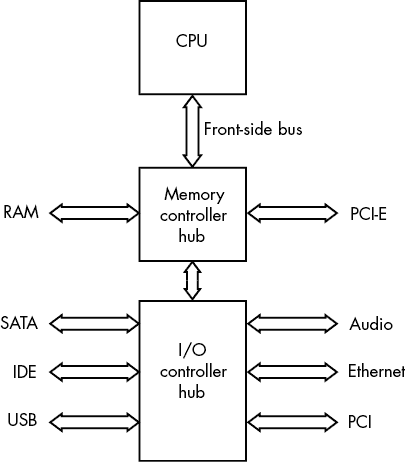 CPU
Front-side bus
RAM
Memory
controller
hub
PCI-E
SATA
Audio
I/O
controller
hub
IDE
Ethernet
USB
PCI